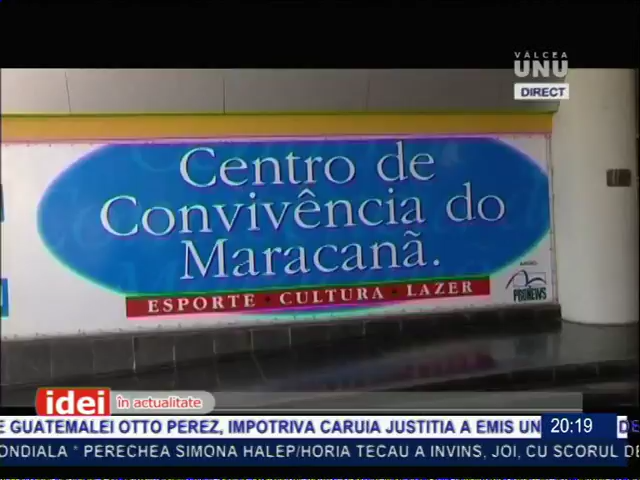 VÂLCEA
UNU
DIRECT
Centro de
Convivência do
Maracanã.
ESPORTE · CULTURA · LAZER
PRONEWS
idei în actualitate
E GUATEMALEI OTTO PEREZ, IMPOTRIVA CARUIA JUSTITIA A EMIS UN 20:19 DE
ONDIALA * PERECHEA SIMONA HALEP/HORIA TECAU A INVINS, JOI, CU SCORUL DE